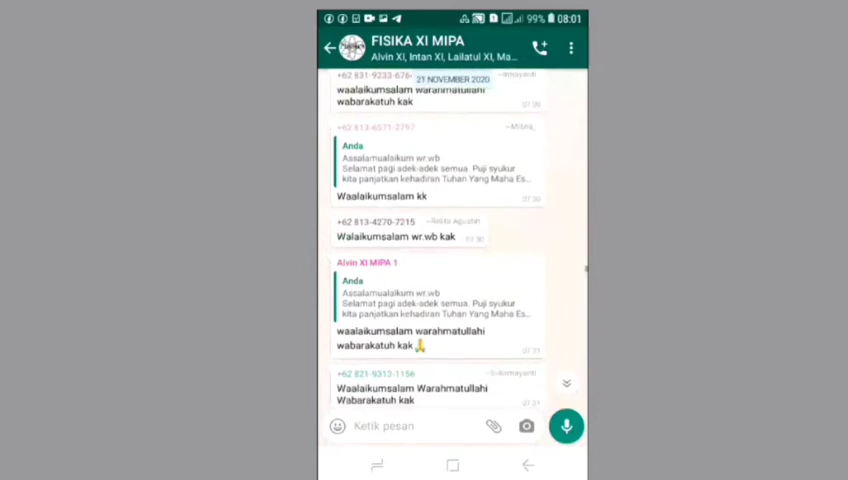 99% 08:01
FISIKA XI MIPA
Alvin XI, Intan XI, Lailatul XI, Ma...
21 NOVEMBER 2020
waalaikumsalam warahmatullahi
wabarakatuh kak
07:30
+62 813-6571-2797
Anda
Assalamualaikum wr.wb
Selamat pagi adek-adek semua. Puji syukur
kita panjatkan kehadiran Tuhan Yang Maha Es...
Waalaikumsalam kk
07:30
+62 813-4270-7215
Walaikumsalam wr.wb kak
07:30
Alvin XI MIPA 1
Anda
Assalamualaikum wr.wb
Selamat pagi adek-adek semua. Puji syukur
kita panjatkan kehadiran Tuhan Yang Maha Es...
waalaikumsalam warahmatullahi
wabarakatuh kak🙏
07:31
+62 821-9313-1156
Waalaikumsalam Warahmatullahi
Wabarakatuh kak
07:31
Ketik pesan